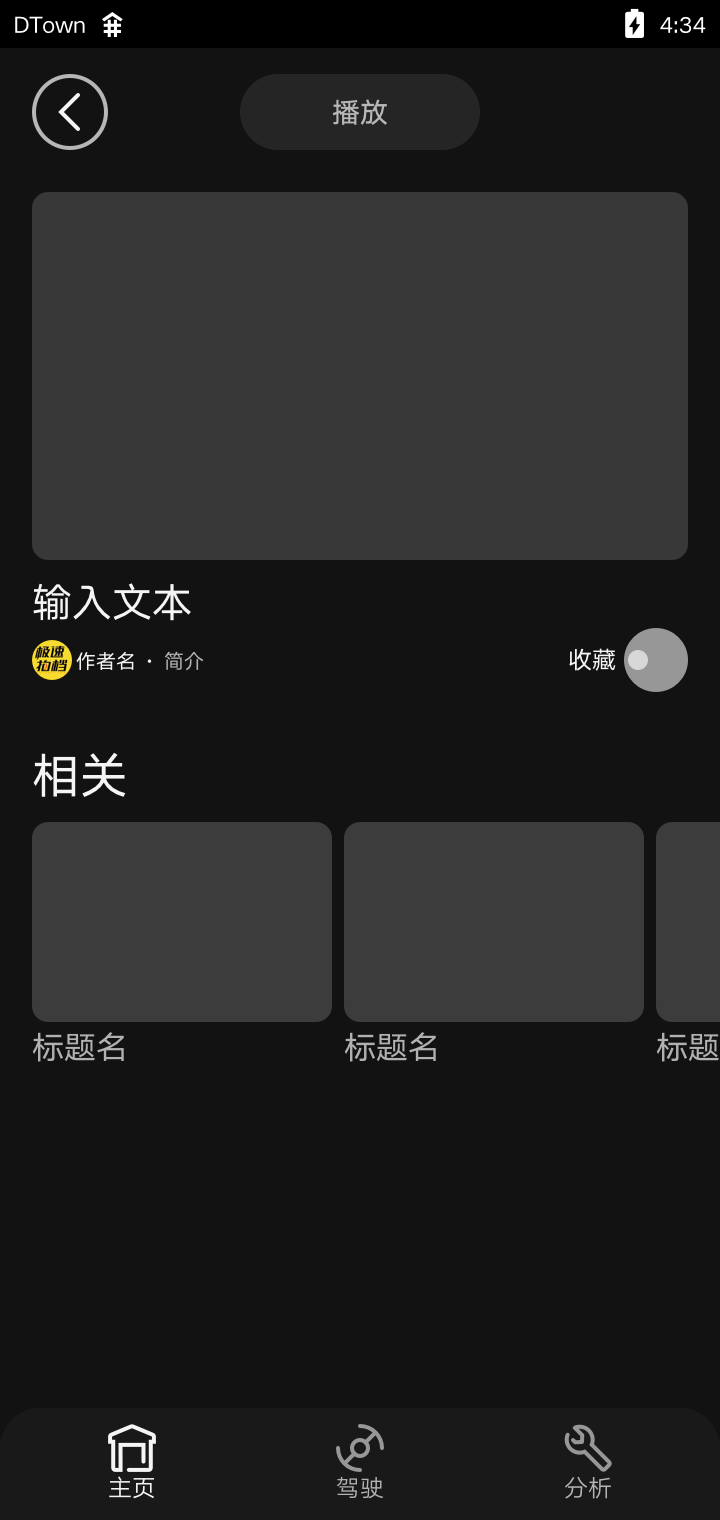 DTown 4:34
播放
输入文本
极速
拍档
作者名 · 简介
收藏
相关
标题名 标题名 标题
主页 驾驶 分析